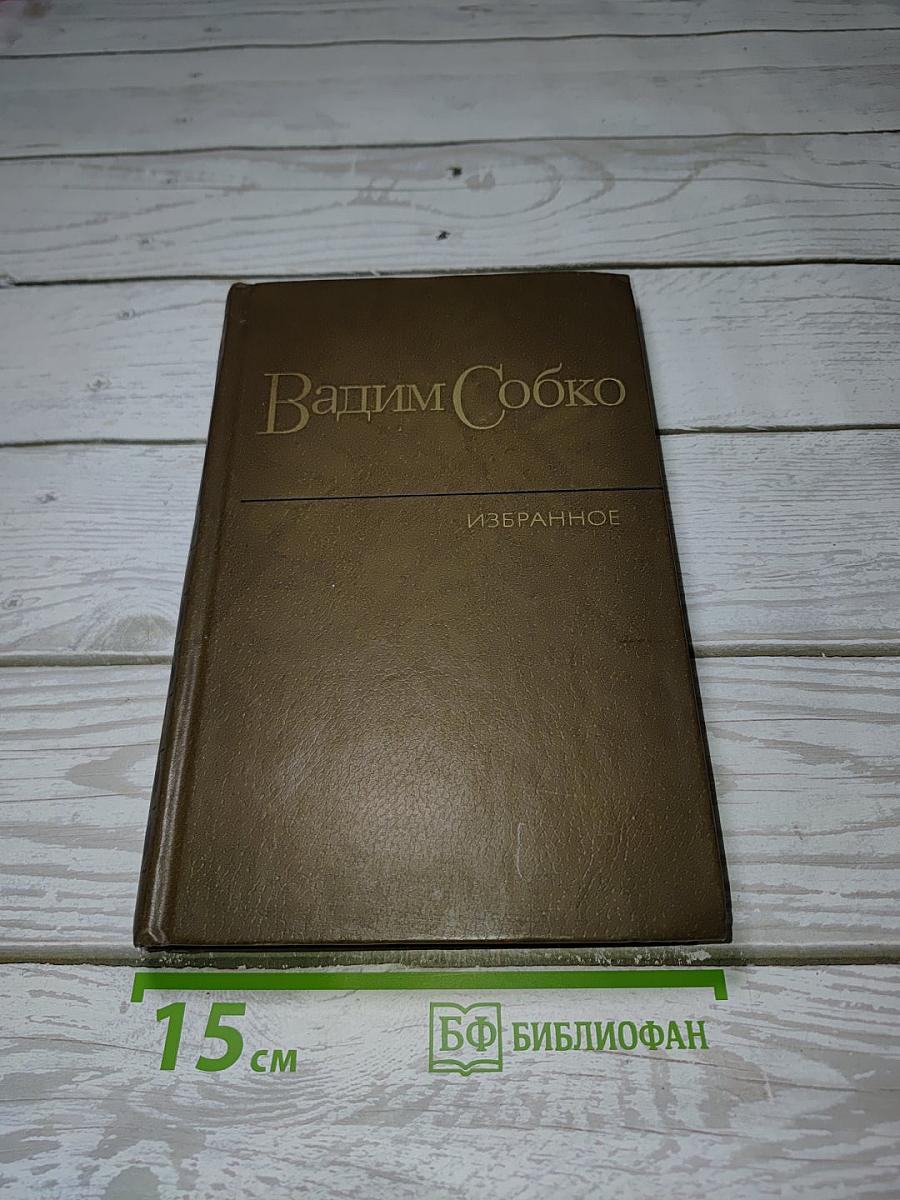 Вадим Собко
ИЗБРАННОЕ
15 см
БФ БИБЛИОФАН